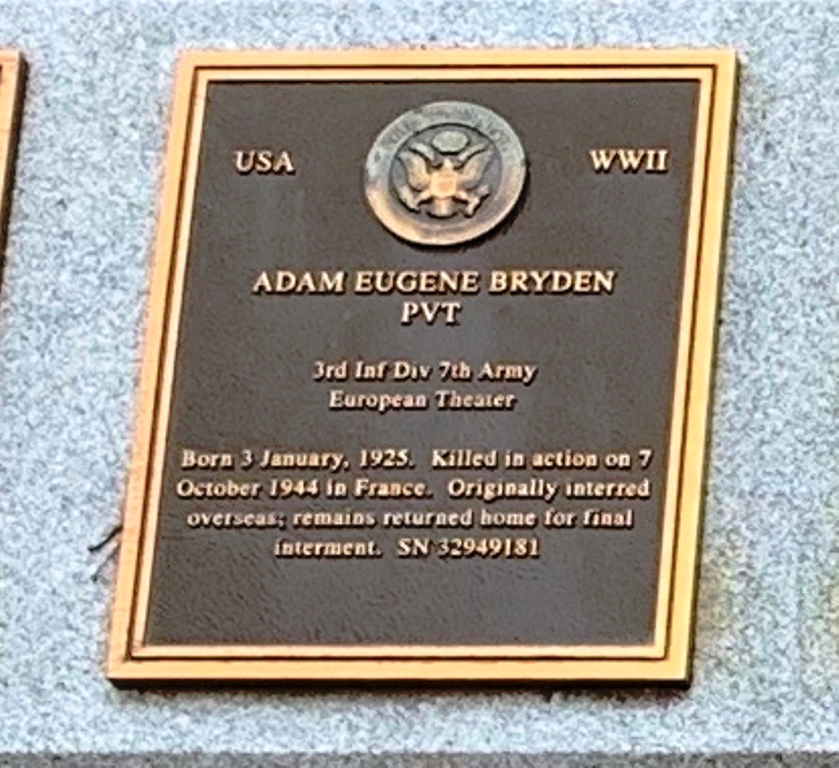 USA WWII
ADAM EUGENE BRYDEN
PVT
3rd Inf Div 7th Army
European Theater
Born 3 January, 1925. Killed in action on 7
October 1944 in France. Originally interred
overseas; remains returned home for final
interment. SN 32949181